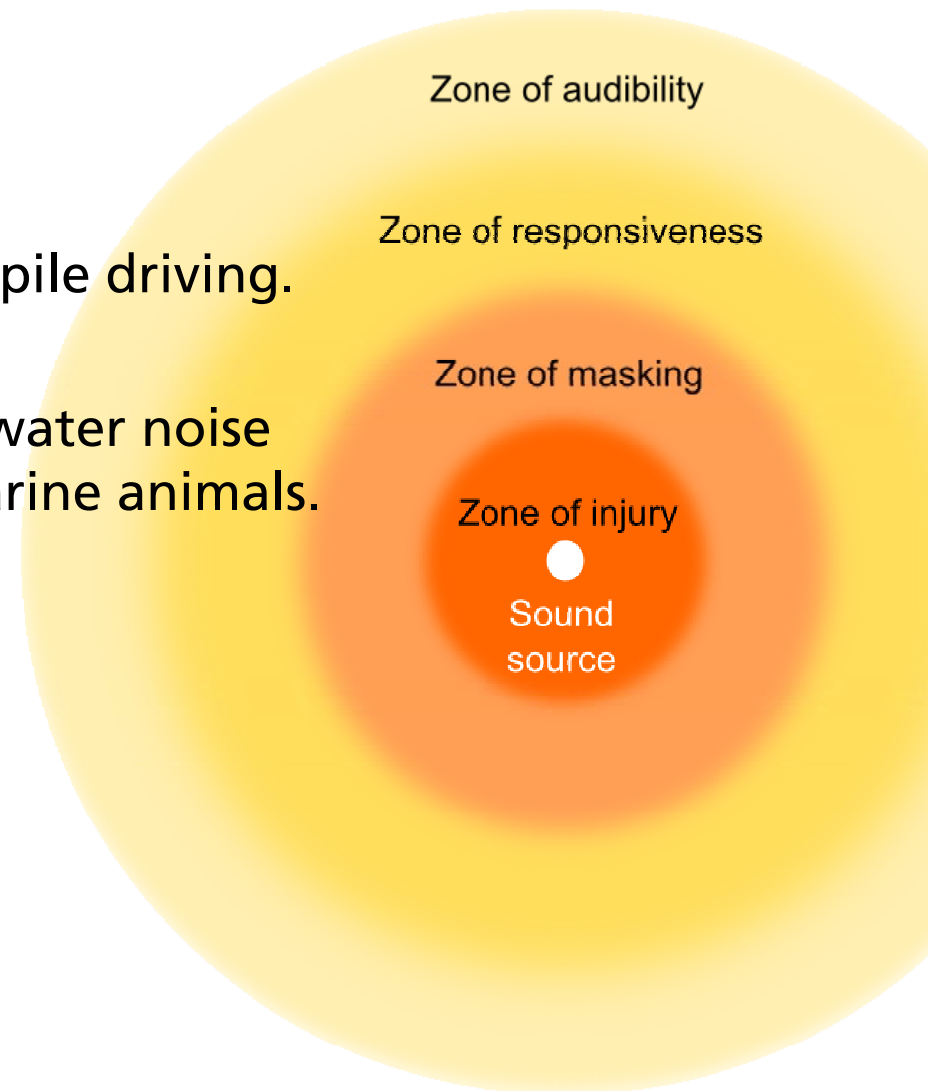 Zone of audibility
Zone of responsiveness
pile driving.
Zone of masking
water noise
arine animals.
Zone of injury
Sound
source